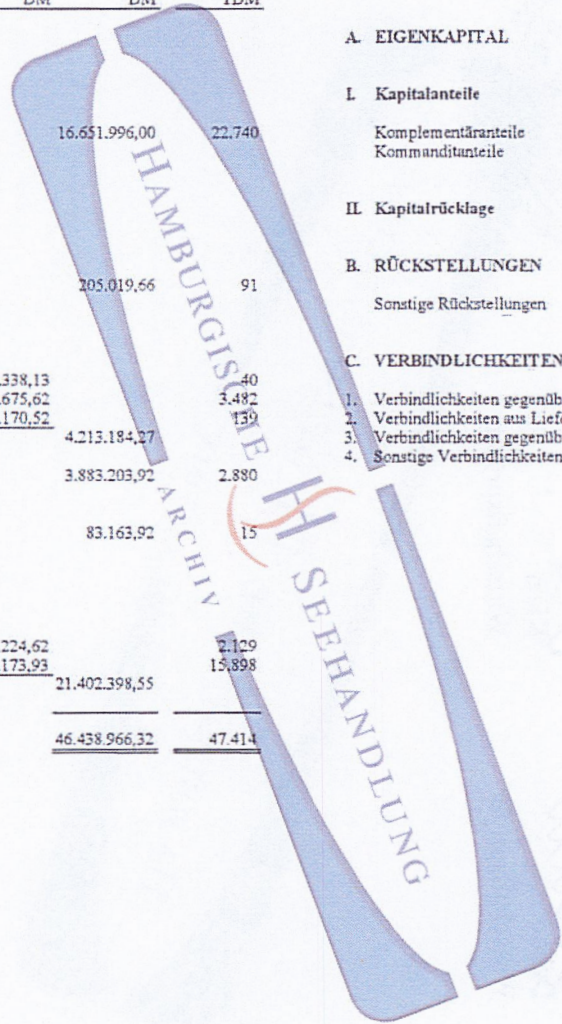 DM DM TDM
A. EIGENKAPITAL
I. Kapitalanteile
16.651.996,00 22.740 Komplementäranteile
Kommanditanteile
II. Kapitalrücklage
B. RÜCKSTELLUNGEN
205.019,66 91
Sonstige Rückstellungen
C. VERBINDLICHKEITEN
.338,13 40
.675,62 3.482 1. Verbindlichkeiten gegenüb
.170,52 139 2. Verbindlichkeiten aus Liefe
4.213.184,27 3. Verbindlichkeiten gegenüb
3.883.203,92 2.880 4. Sonstige Verbindlichkeiten
83.163,92 15
.224,62 2.129
.173,93 15.898
21.402.398,55
46.438.966,32 47.414
HAMBURGISCHE SEEHANDLUNG
ARCHIV